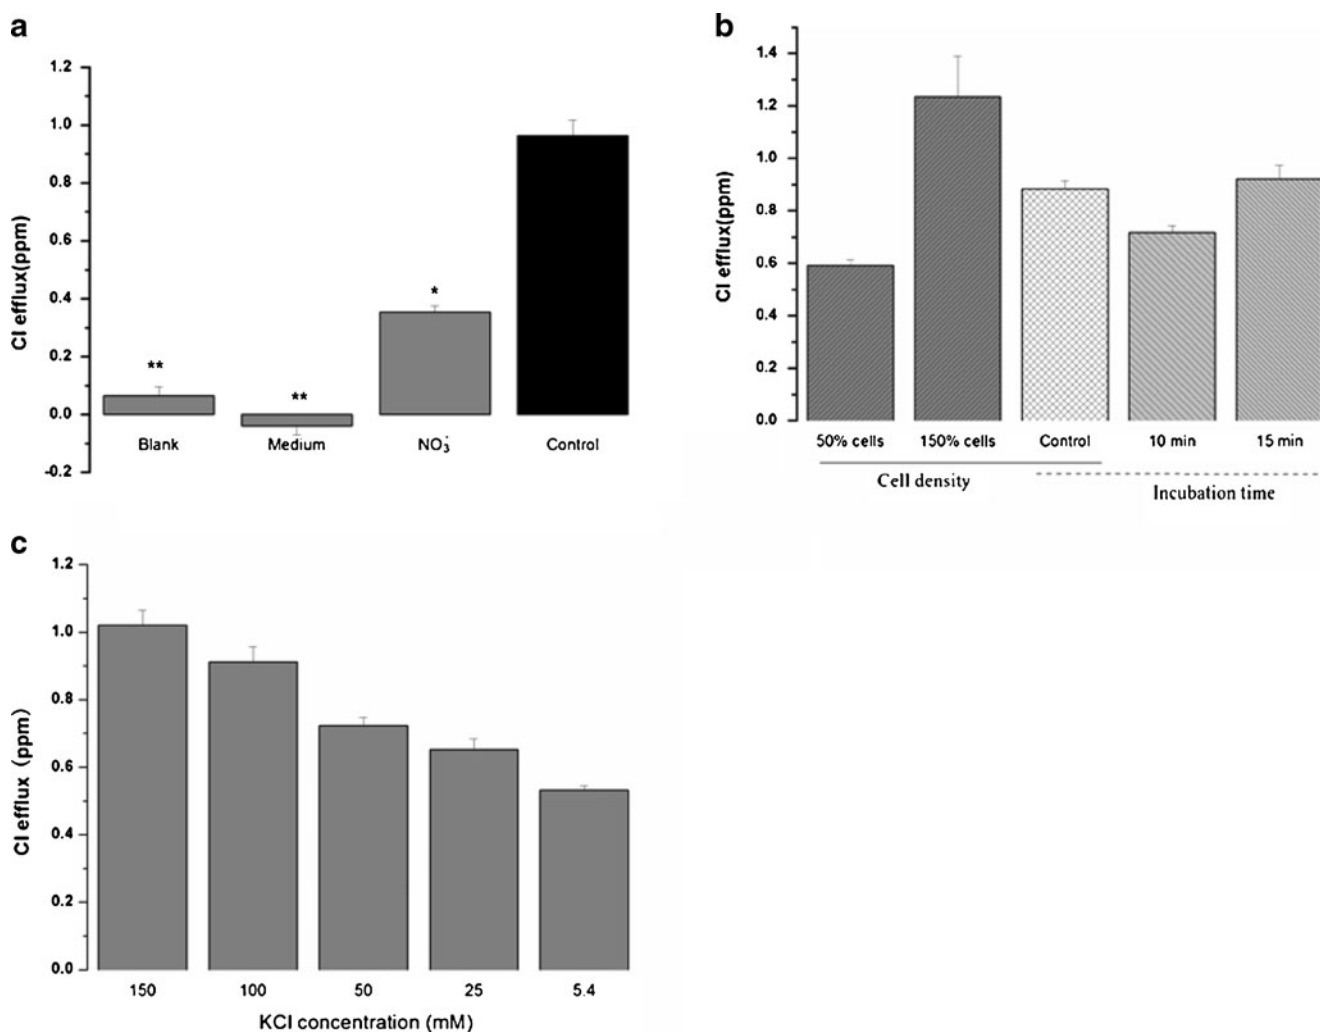 a
Cl efflux(ppm)
1.2
1.0
0.8
0.6
0.4
0.2
0.0
-0.2
**
**
*
Blank Medium NO₃⁻ Control
b
Cl efflux(ppm)
1.4
1.2
1.0
0.8
0.6
0.4
0.2
0.0
50% cells 150% cells Control 10 min 15 min
Cell density
Incubation time
c
Cl efflux (ppm)
1.2
1.0
0.8
0.6
0.4
0.2
0.0
150 100 50 25 5.4
KCl concentration (mM)